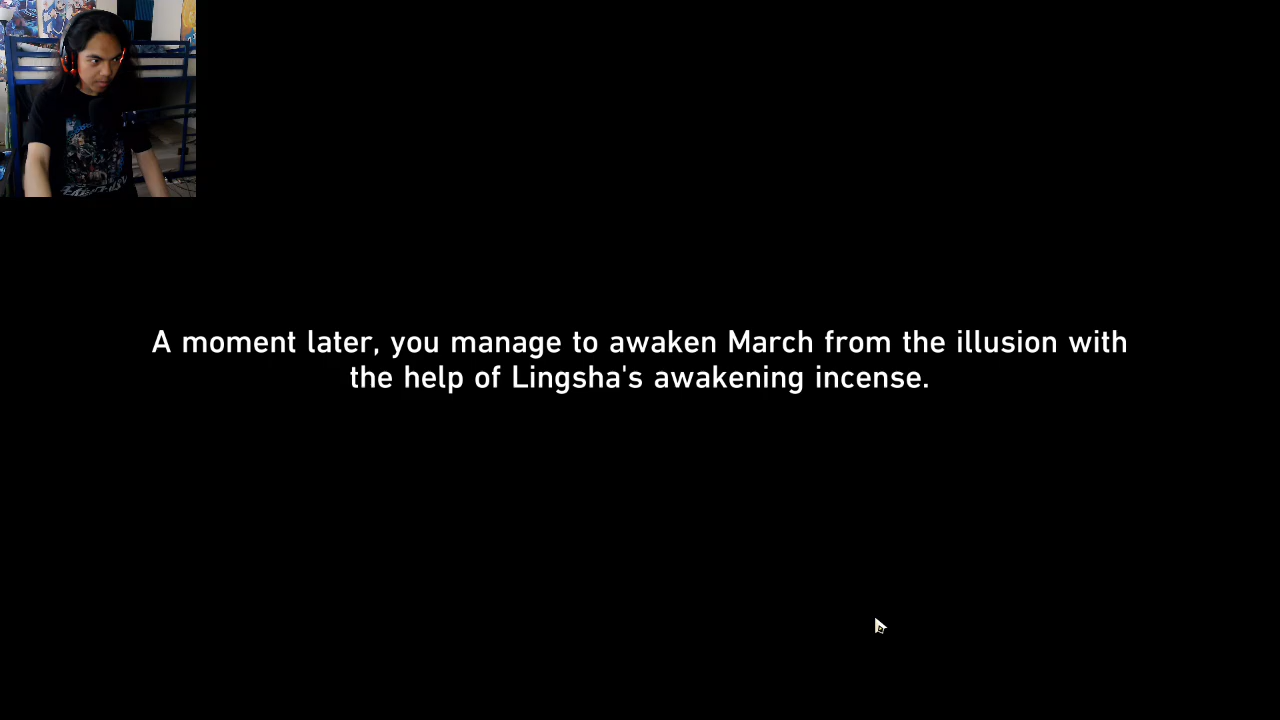 A moment later, you manage to awaken March from the illusion with
the help of Lingsha's awakening incense.